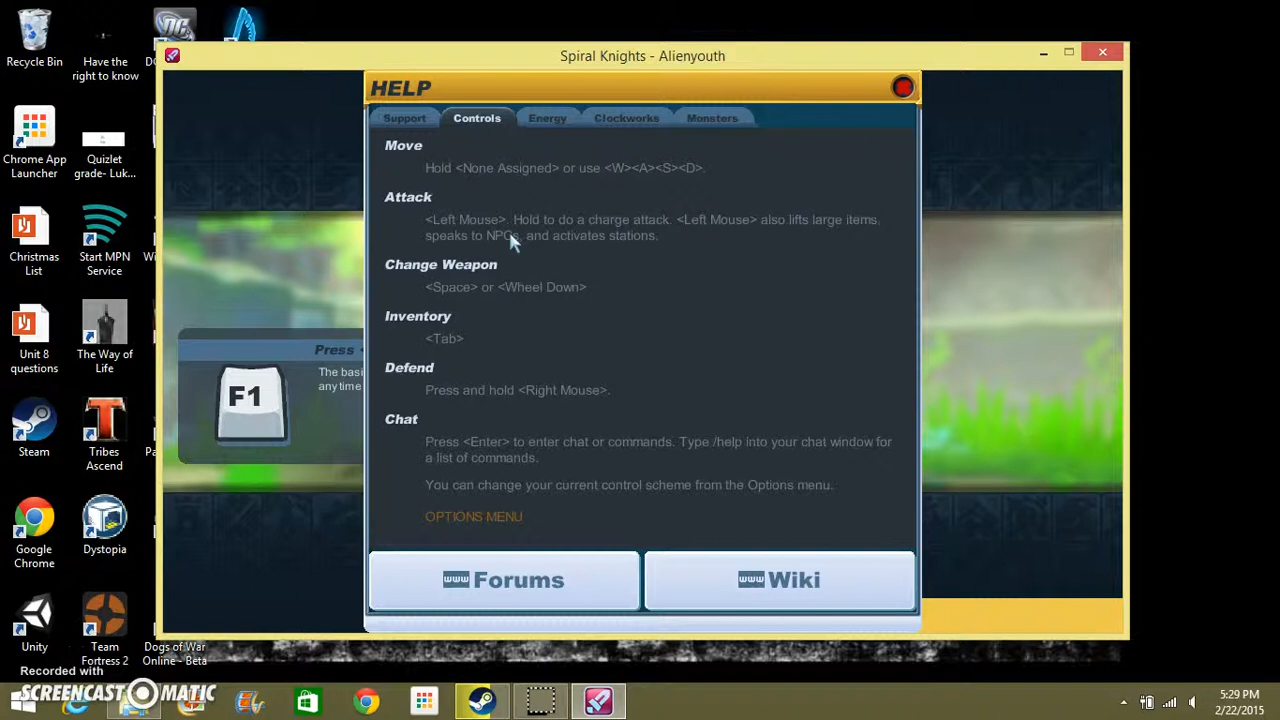 Spiral Knights - Alienyouth
HELP
Support
Controls
Energy
Clockworks
Monsters
Move
Hold <None Assigned> or use <W><A><S><D>.
Attack
<Left Mouse>. Hold to do a charge attack. <Left Mouse> also lifts large items,
speaks to NPCs, and activates stations.
Change Weapon
<Space> or <Wheel Down>
Inventory
<Tab>
Defend
Press and hold <Right Mouse>.
Chat
Press <Enter> to enter chat or commands. Type /help into your chat window for
a list of commands.
You can change your current control scheme from the Options menu.
OPTIONS MENU
www Forums
www Wiki
Press
The basi
anytime
F1
Recycle Bin
Have the
right to know
Chrome App
Launcher
Quizlet
grade- Luk...
Christmas
List
Start MPN
Service
Unit 8
questions
The Way of
Life
Steam
Tribes
Ascend
Google
Chrome
Dystopia
Unity
Team
Fortress 2
Dogs of War
Online - Beta
Recorded with
SCREENCAST MATIC
5:29 PM
2/22/2015